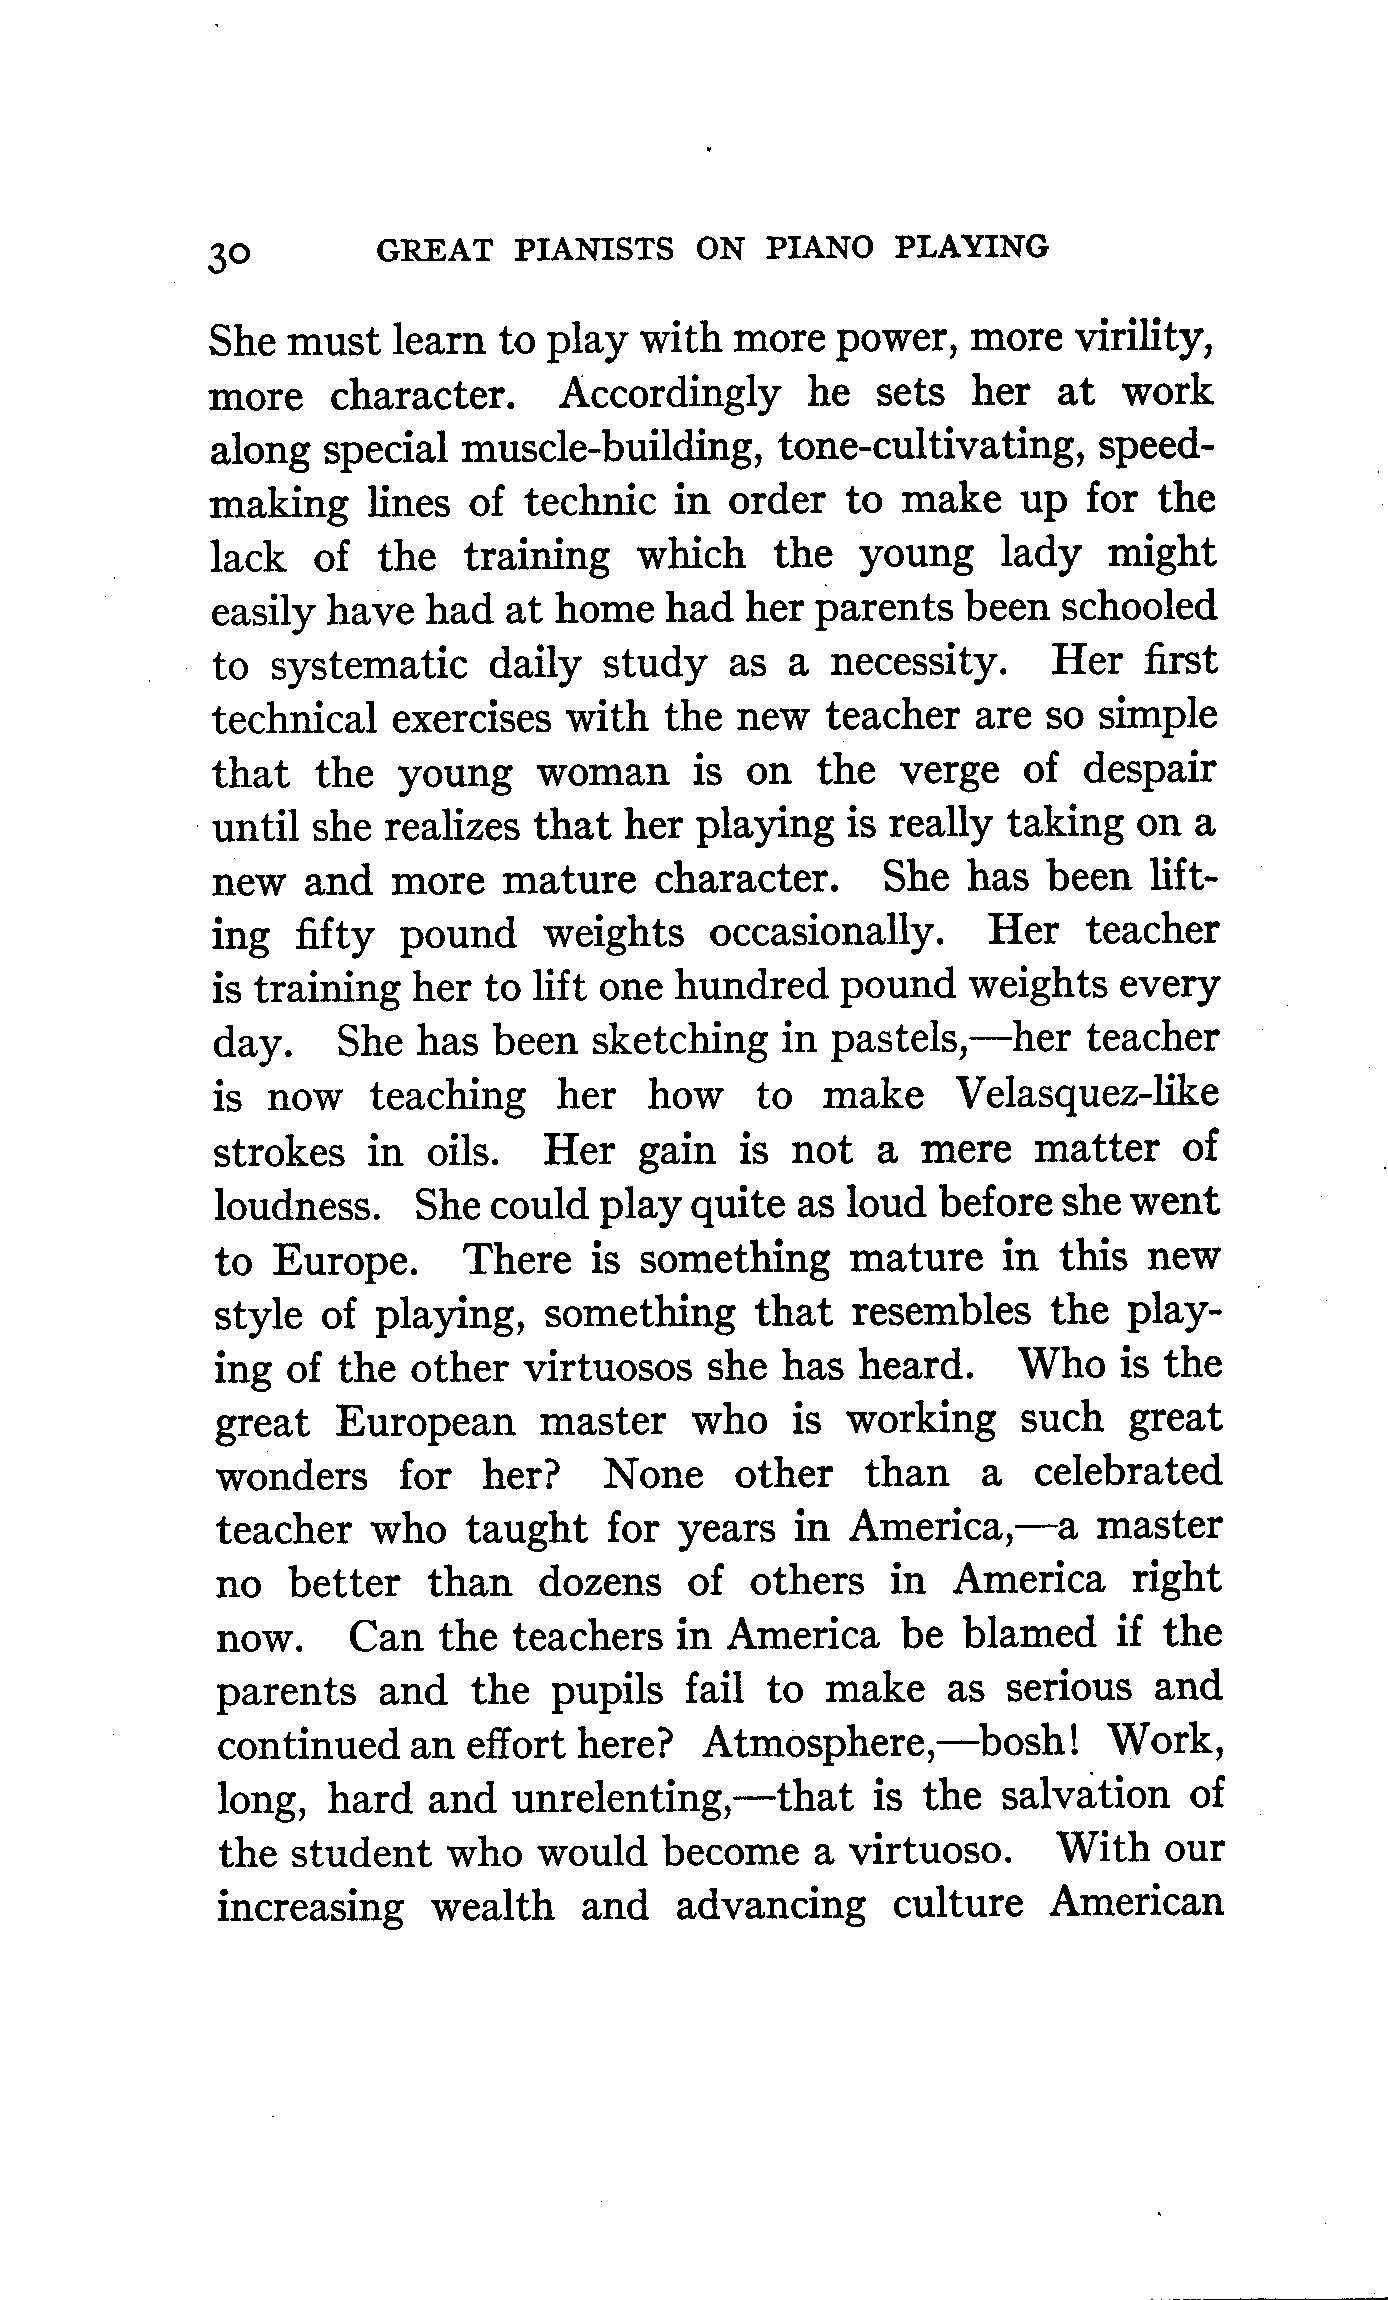 30 GREAT PIANISTS ON PIANO PLAYING
She must learn to play with more power, more virility,
more character. Accordingly he sets her at work
along special muscle-building, tone-cultivating, speed-
making lines of technic in order to make up for the
lack of the training which the young lady might
easily have had at home had her parents been schooled
to systematic daily study as a necessity. Her first
technical exercises with the new teacher are so simple
that the young woman is on the verge of despair
until she realizes that her playing is really taking on a
new and more mature character. She has been lift-
ing fifty pound weights occasionally. Her teacher
is training her to lift one hundred pound weights every
day. She has been sketching in pastels,—her teacher
is now teaching her how to make Velasquez-like
strokes in oils. Her gain is not a mere matter of
loudness. She could play quite as loud before she went
to Europe. There is something mature in this new
style of playing, something that resembles the play-
ing of the other virtuosos she has heard. Who is the
great European master who is working such great
wonders for her? None other than a celebrated
teacher who taught for years in America,—a master
no better than dozens of others in America right
now. Can the teachers in America be blamed if the
parents and the pupils fail to make as serious and
continued an effort here? Atmosphere,—bosh! Work,
long, hard and unrelenting,—that is the salvation of
the student who would become a virtuoso. With our
increasing wealth and advancing culture American